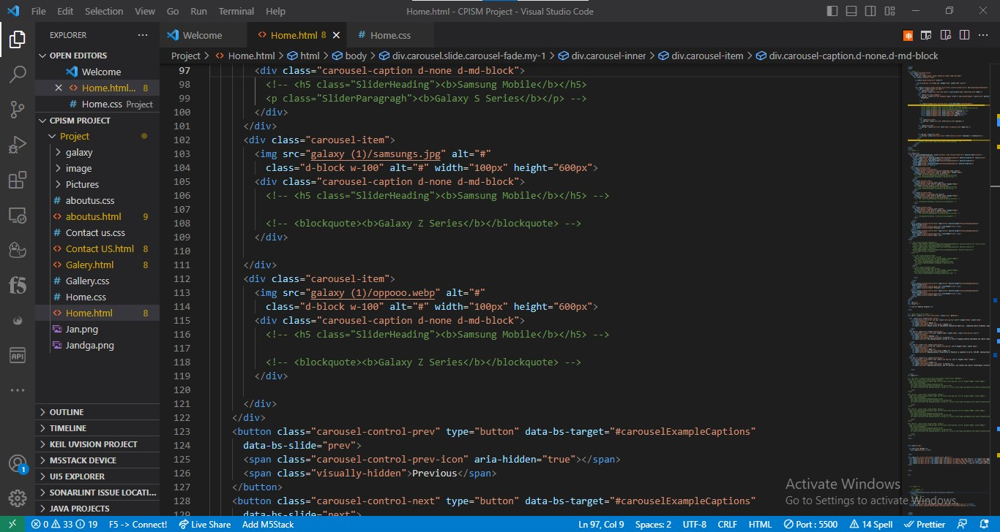 File Edit Selection View Go Run Terminal Help
Home.html - CPISM Project - Visual Studio Code
EXPLORER
OPEN EDITORS
Welcome
Home.html... 8
Home.css Project
CPISM PROJECT
Project
galaxy
image
Pictures
aboutus.css
aboutus.html 9
Contact us.css
Contact US.html 8
Galery.html 8
Gallery.css
Home.css
Home.html 8
Jan.png
Jandga.png
OUTLINE
TIMELINE
KEIL UVISION PROJECT
M5STACK DEVICE
UI5 EXPLORER
SONARLINT ISSUE LOCATI...
JAVA PROJECTS
f5
API
1
Welcome Home.html 8 Home.css
Project > Home.html > html > body > div.carousel.slide.carousel-fade.my-1 > div.carousel-inner > div.carousel-item > div.carousel-caption.d-none.d-md-block
97 <div class="carousel-caption d-none d-md-block">
98 <!-- <h5 class="SliderHeading"><b>Samsung Mobile</b></h5>
99 <p class="SliderParagragh"><b>Galaxy S Series</b></p> -->
100 </div>
101 </div>
102 <div class="carousel-item">
103 <img src="galaxy (1)/samsungs.jpg" alt="#"
104 class="d-block w-100" alt="#" width="100px" height="600px">
105 <div class="carousel-caption d-none d-md-block">
106 <!-- <h5 class="SliderHeading"><b>Samsung Mobile</b></h5> -->
107
108 <!-- <blockquote><b>Galaxy Z Series</b></blockquote> -->
109 </div>
110
111 </div>
112 <div class="carousel-item">
113 <img src="galaxy (1)/oppooo.webp" alt="#"
114 class="d-block w-100" alt="#" width="100px" height="600px">
115 <div class="carousel-caption d-none d-md-block">
116 <!-- <h5 class="SliderHeading"><b>Samsung Mobile</b></h5> -->
117
118 <!-- <blockquote><b>Galaxy Z Series</b></blockquote> -->
119 </div>
120
121 </div>
122 </div>
123 <button class="carousel-control-prev" type="button" data-bs-target="#carouselExampleCaptions"
124 data-bs-slide="prev">
125 <span class="carousel-control-prev-icon" aria-hidden="true"></span>
126 <span class="visually-hidden">Previous</span>
127 </button>
128 <button class="carousel-control-next" type="button" data-bs-target="#carouselExampleCaptions"
129 data-bs-slide="next">
Activate Windows
Go to Settings to activate Windows.
0 33 19 F5 -> Connect! Live Share Add M5Stack
Ln 97, Col 9 Spaces: 2 UTF-8 CRLF HTML Port : 5500 14 Spell Prettier